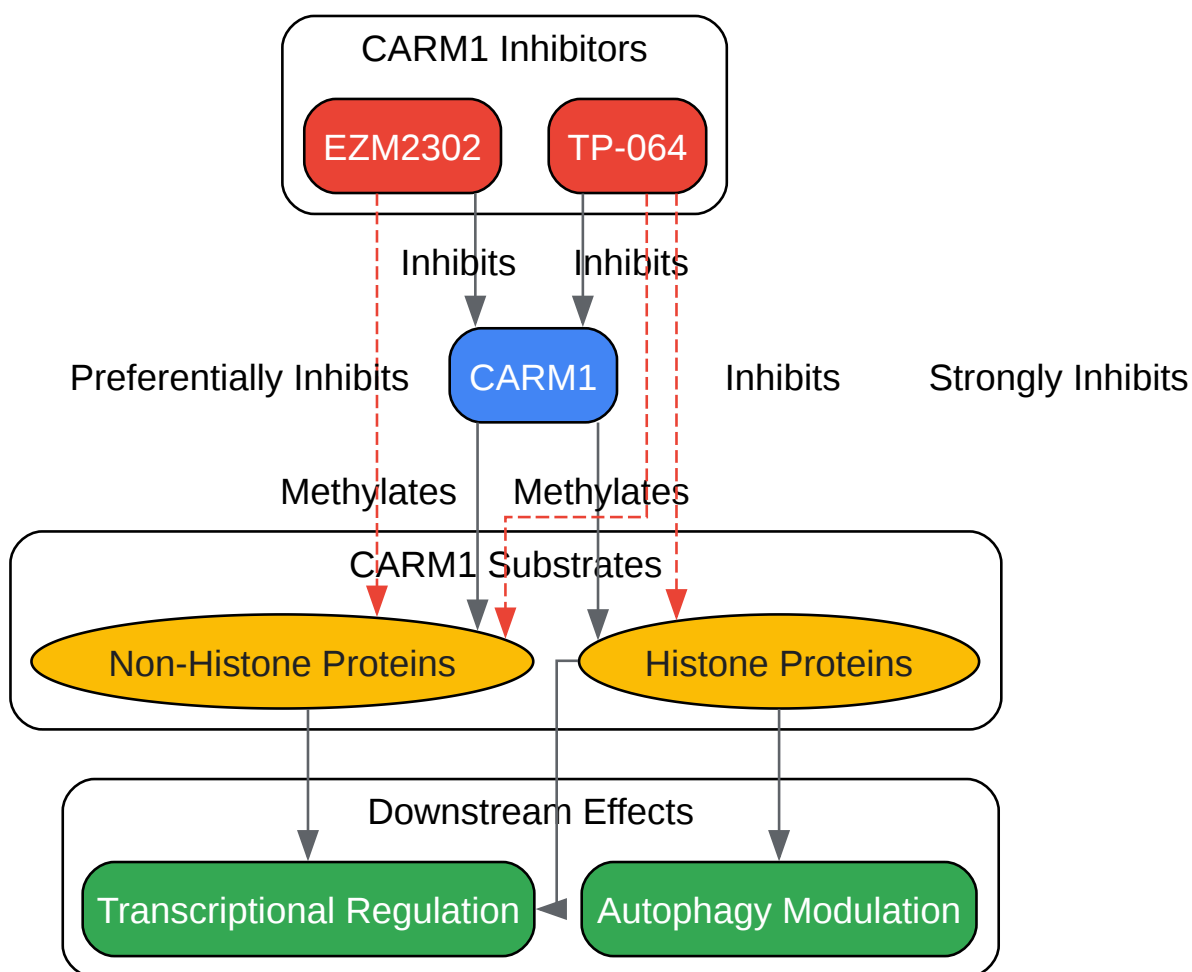 CARM1 Inhibitors
EZM2302
TP-064
Inhibits
Inhibits
Preferentially Inhibits
CARM1
Inhibits
Strongly Inhibits
Methylates
Methylates
CARM1 Substrates
Non-Histone Proteins
Histone Proteins
Downstream Effects
Transcriptional Regulation
Autophagy Modulation